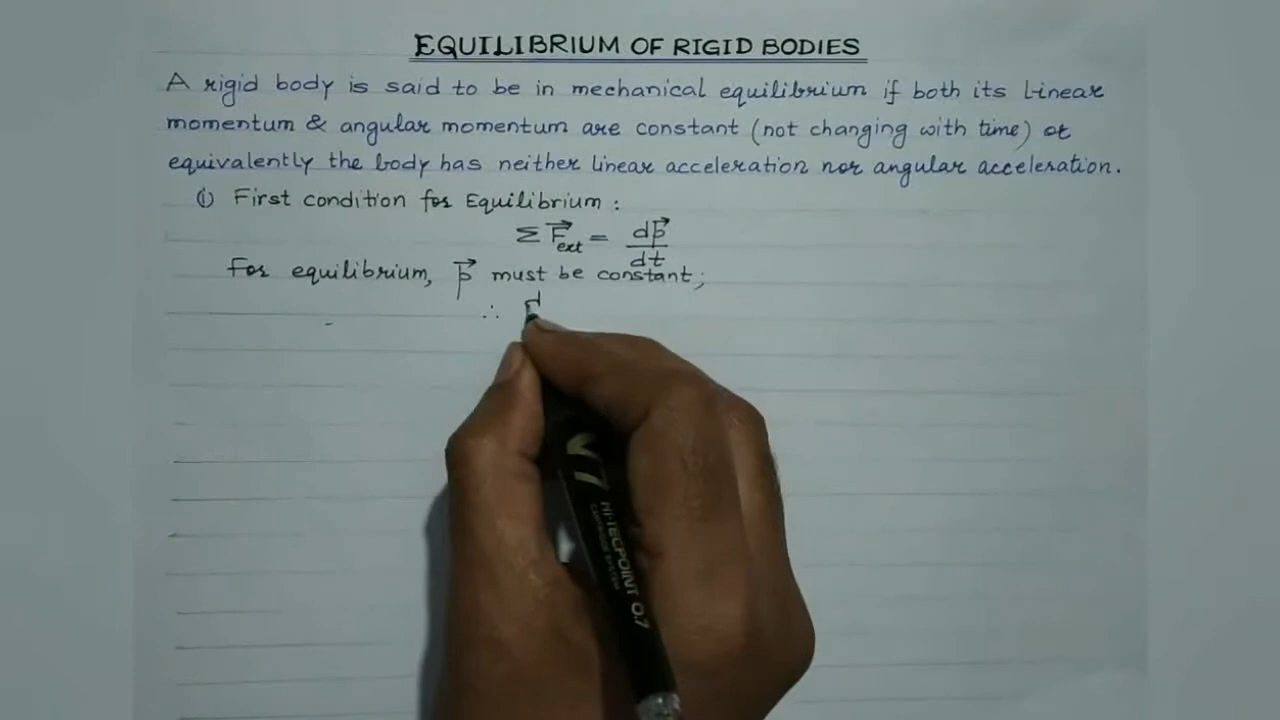 EQUILIBRIUM OF RIGID BODIES
A rigid body is said to be in mechanical equilibrium if both its linear
momentum & angular momentum are constant (not changing with time) or
equivalently the body has neither linear acceleration nor angular acceleration.
(i) First condition for Equilibrium :
Σ F⃗ext = dp⃗/dt
For equilibrium, p⃗ must be constant;
∴ d
V7
HI-TECPOINT 0.7
CARTRIDGE SYSTEM